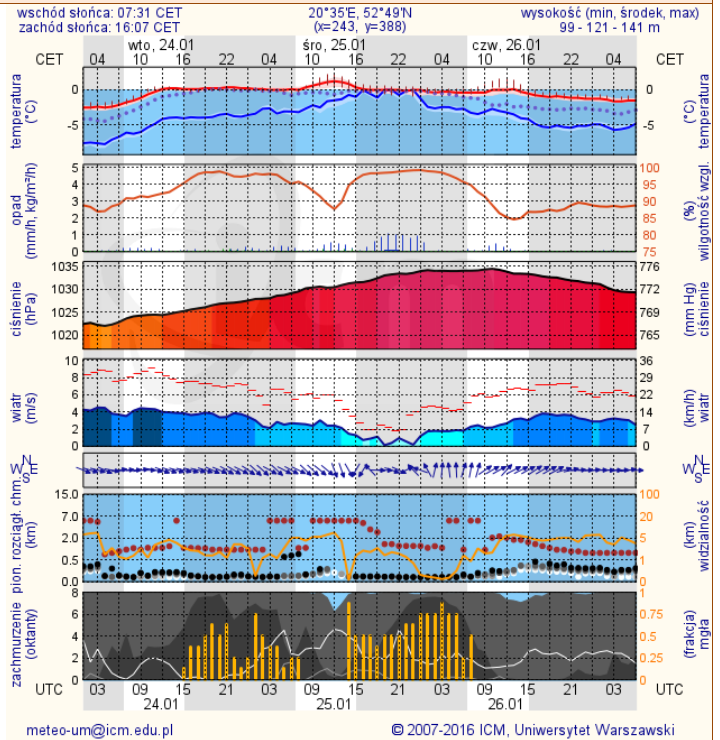 wschód słońca: 07:31 CET 20°35'E, 52°49'N wysokość (min, środek, max)
zachód słońca: 16:07 CET (x=243, y=388) 99 - 121 - 141 m
wto, 24.01 śro, 25.01 czw, 26.01
CET 04 10 16 22 04 10 16 22 04 10 16 22 04 CET
temperatura (°C)
0
-5
0
-5
(°C) temperatura
opad (mm/h, kg/m²/h)
5
4
3
2
1
0
100
95
90
85
80
75
(%) wilgotność wzgl.
ciśnienie (hPa)
1035
1030
1025
1020
776
772
769
765
(mm Hg) ciśnienie
wiatr (m/s)
10
8
6
4
2
0
36
29
22
14
7
0
(km/h) wiatr
N
W E
S
N
W E
S
pion. rozciągł. chm. (km)
15.0
7.0
2.0
0.5
0.0
100
20
5
1
0
(km) widzialność
zachmurzenie (oktanty)
8
6
4
2
0
1
0.75
0.5
0.25
0
(frakcja) mgła
UTC 03 09 15 21 03 09 15 21 03 09 15 21 03 UTC
24.01 25.01 26.01
meteo-um@icm.edu.pl © 2007-2016 ICM, Uniwersytet Warszawski